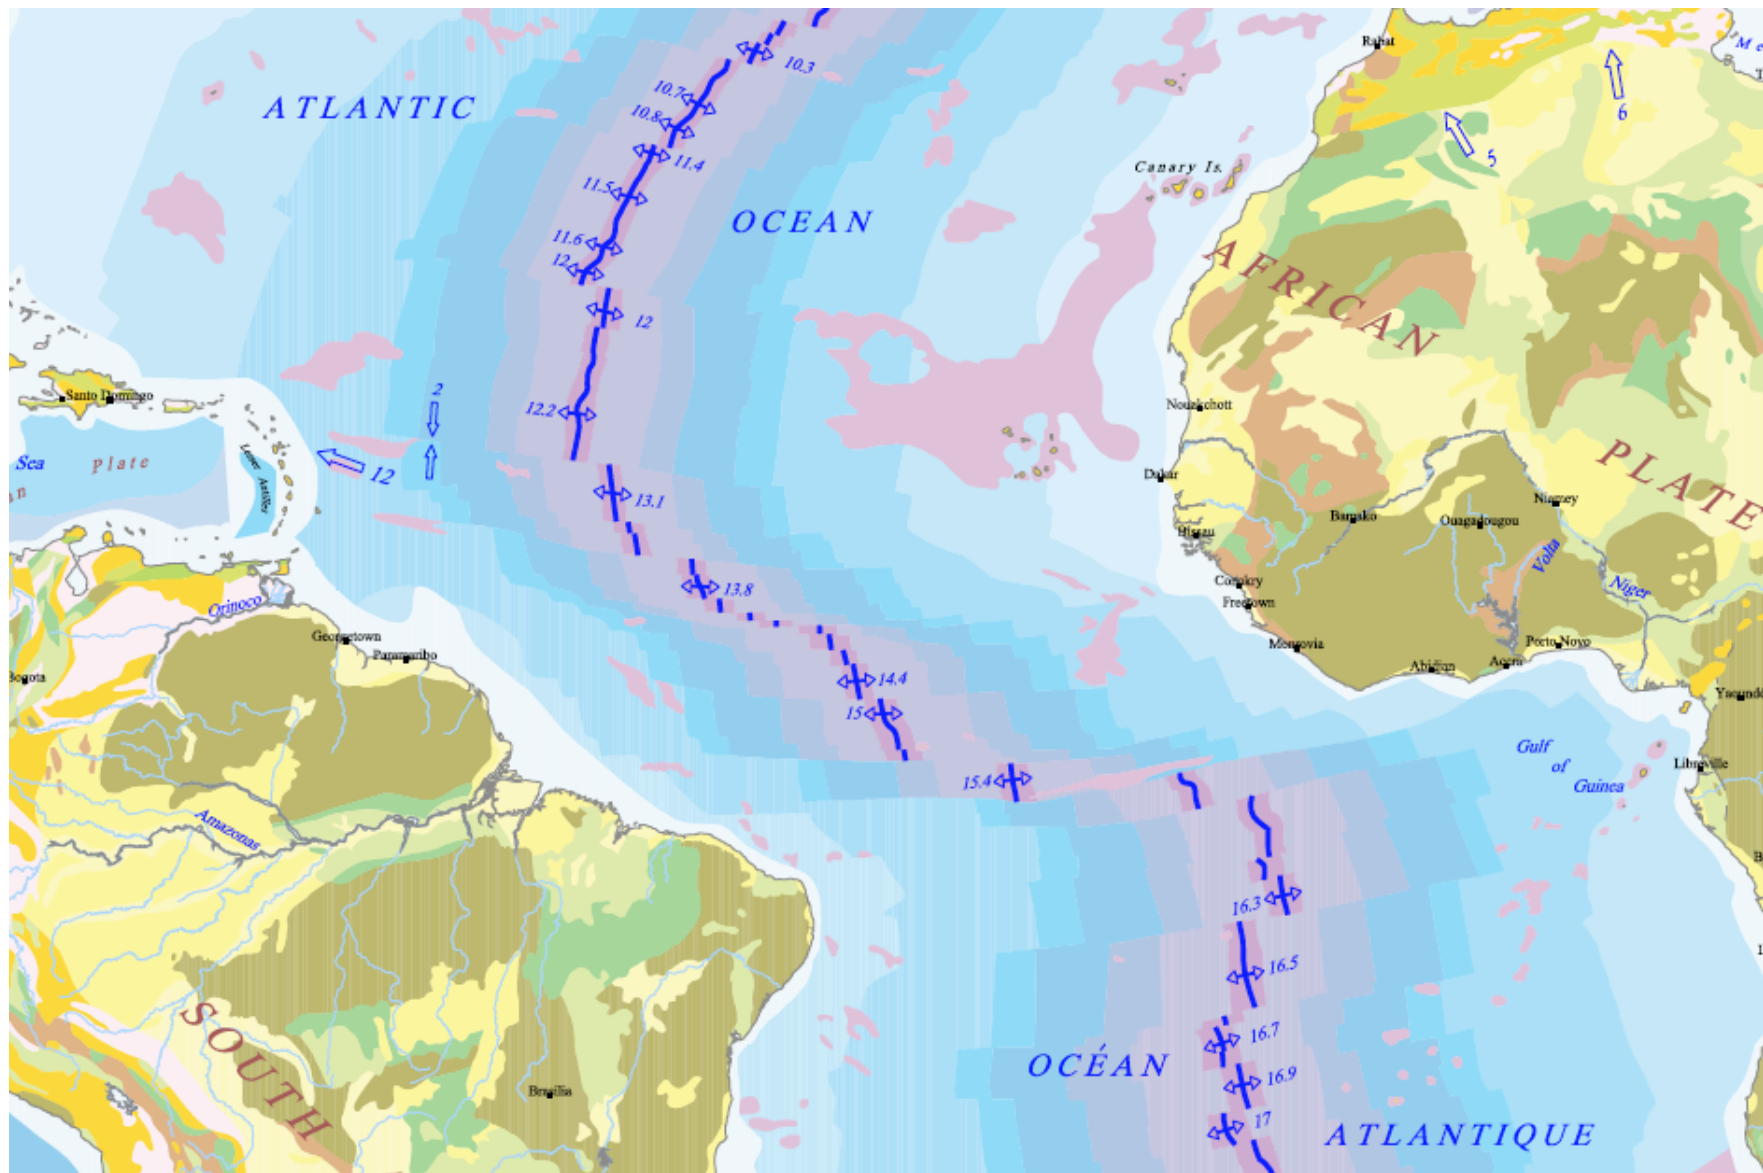 Rabat
Me
10.3
10.7
10.8
11.4
11.5
11.6
12
12
12.2
13.1
13.8
14.4
15
15.4
16.3
16.5
16.7
16.9
17
ATLANTIC
OCEAN
6
5
Canary Is.
AFRICAN
PLATE
Santo Domingo
2
12
Sea
Plate
an
Lesser
Antilles
Nouakchott
Dakar
Bissau
Bamako
Ouagadougou
Niamey
Conakry
Freetown
Monrovia
Abidjan
Accra
Porto Novo
Volta
Niger
Orinoco
Georgetown
Paramaribo
Bogota
Yaoundé
Gulf
of
Guinea
Libreville
Amazonas
SOUTH
Brasilia
OCÉAN
ATLANTIQUE